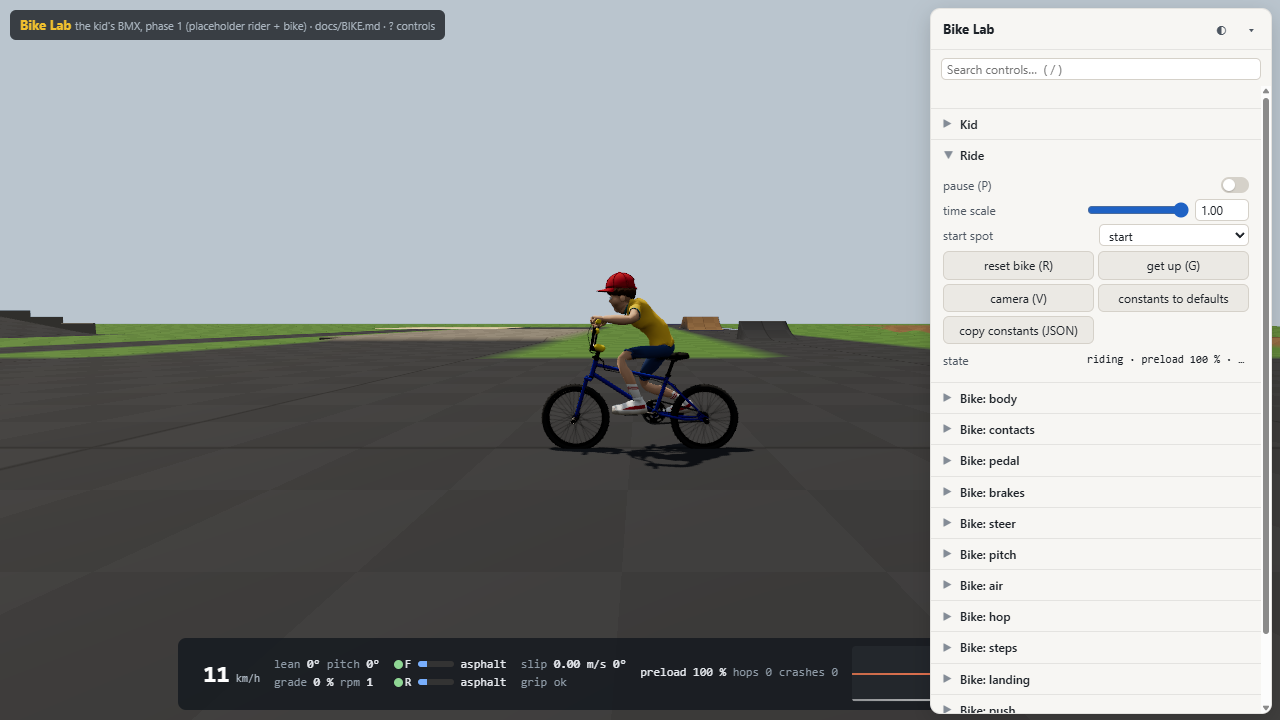 Bike Lab the kid's BMX, phase 1 (placeholder rider + bike) · docs/BIKE.md · ? controls
Bike Lab
Search controls... ( / )
Kid
Ride
pause (P)
time scale 1.00
start spot start
reset bike (R) get up (G)
camera (V) constants to defaults
copy constants (JSON)
state riding · preload 100 % · …
Bike: body
Bike: contacts
Bike: pedal
Bike: brakes
Bike: steer
Bike: pitch
Bike: air
Bike: hop
Bike: steps
Bike: landing
Bike: push
11 km/h
lean 0° pitch 0° F asphalt slip 0.00 m/s 0°
grade 0 % rpm 1 R asphalt grip ok
preload 100 % hops 0 crashes 0